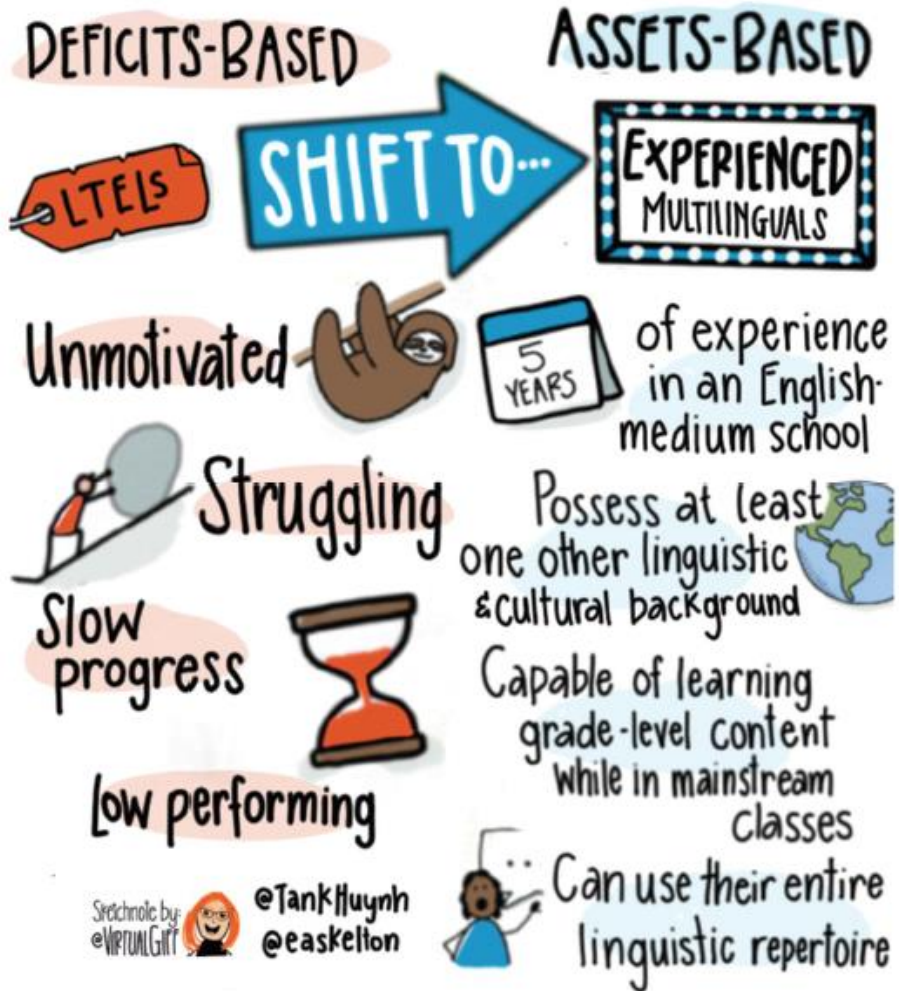 DEFICITS-BASED
LTELs
SHIFT TO...
Unmotivated
Struggling
Slow
progress
Low performing
Sketchnote by:
@VIRTUALGIFF
@TankHuynh
@easkelton
ASSETS-BASED
EXPERIENCED
MULTILINGUALS
5
YEARS
of experience
in an English-
medium school
Possess at least
one other linguistic
& cultural background
Capable of learning
grade-level content
while in mainstream
classes
Can use their entire
linguistic repertoire